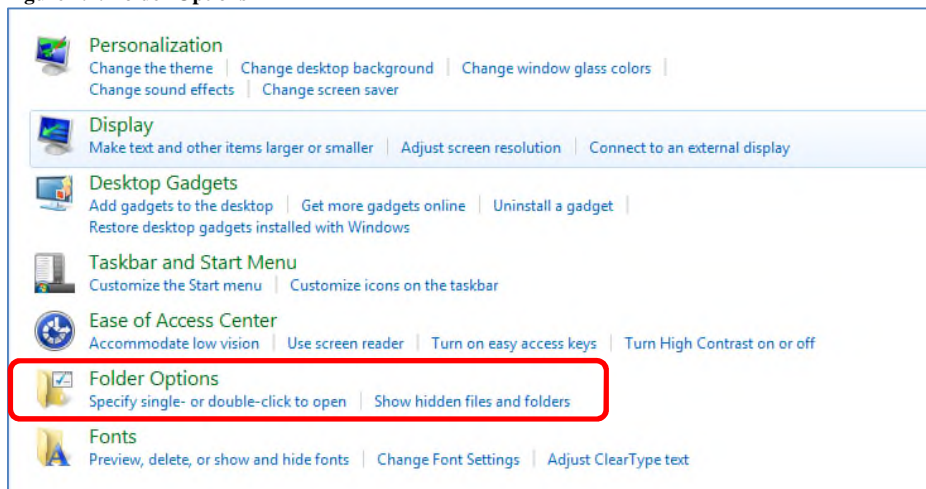 Personalization
Change the theme | Change desktop background | Change window glass colors |
Change sound effects | Change screen saver
Display
Make text and other items larger or smaller | Adjust screen resolution | Connect to an external display
Desktop Gadgets
Add gadgets to the desktop | Get more gadgets online | Uninstall a gadget |
Restore desktop gadgets installed with Windows
Taskbar and Start Menu
Customize the Start menu | Customize icons on the taskbar
Ease of Access Center
Accommodate low vision | Use screen reader | Turn on easy access keys | Turn High Contrast on or off
Folder Options
Specify single- or double-click to open | Show hidden files and folders
Fonts
Preview, delete, or show and hide fonts | Change Font Settings | Adjust ClearType text